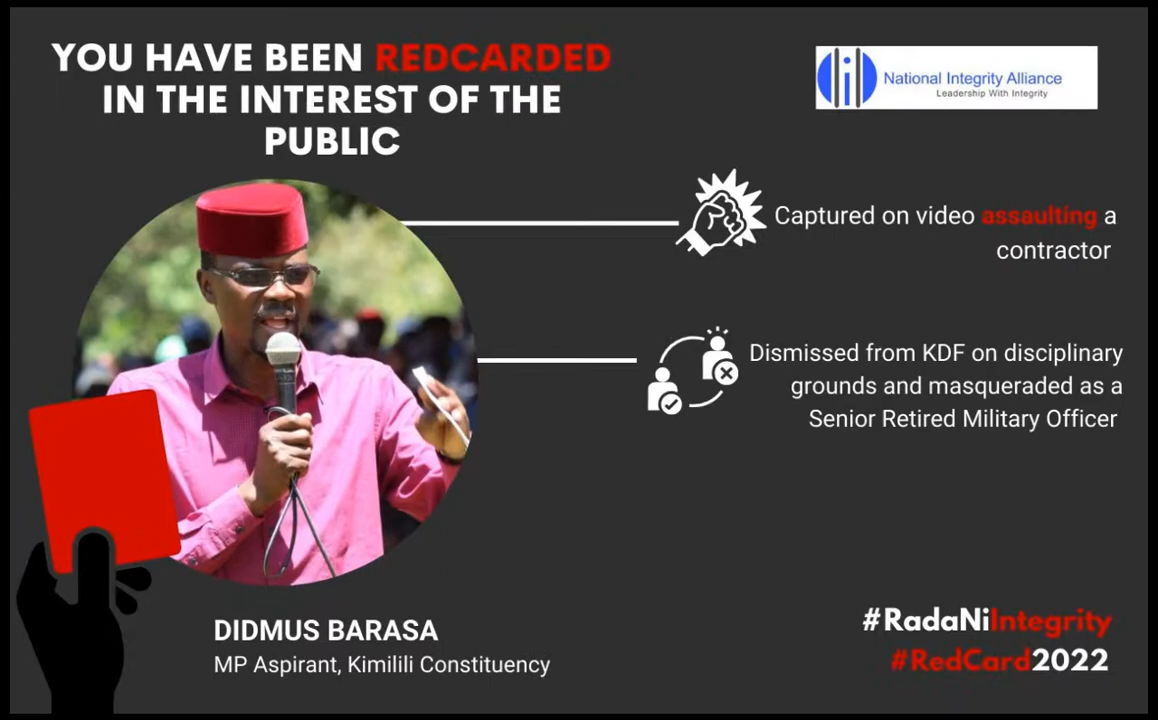 YOU HAVE BEEN REDCARDED
IN THE INTEREST OF THE
PUBLIC
National Integrity Alliance
Leadership With Integrity
Captured on video assaulting a
contractor
Dismissed from KDF on disciplinary
grounds and masqueraded as a
Senior Retired Military Officer
DIDMUS BARASA
MP Aspirant, Kimilili Constituency
#RadaNiIntegrity
#RedCard2022